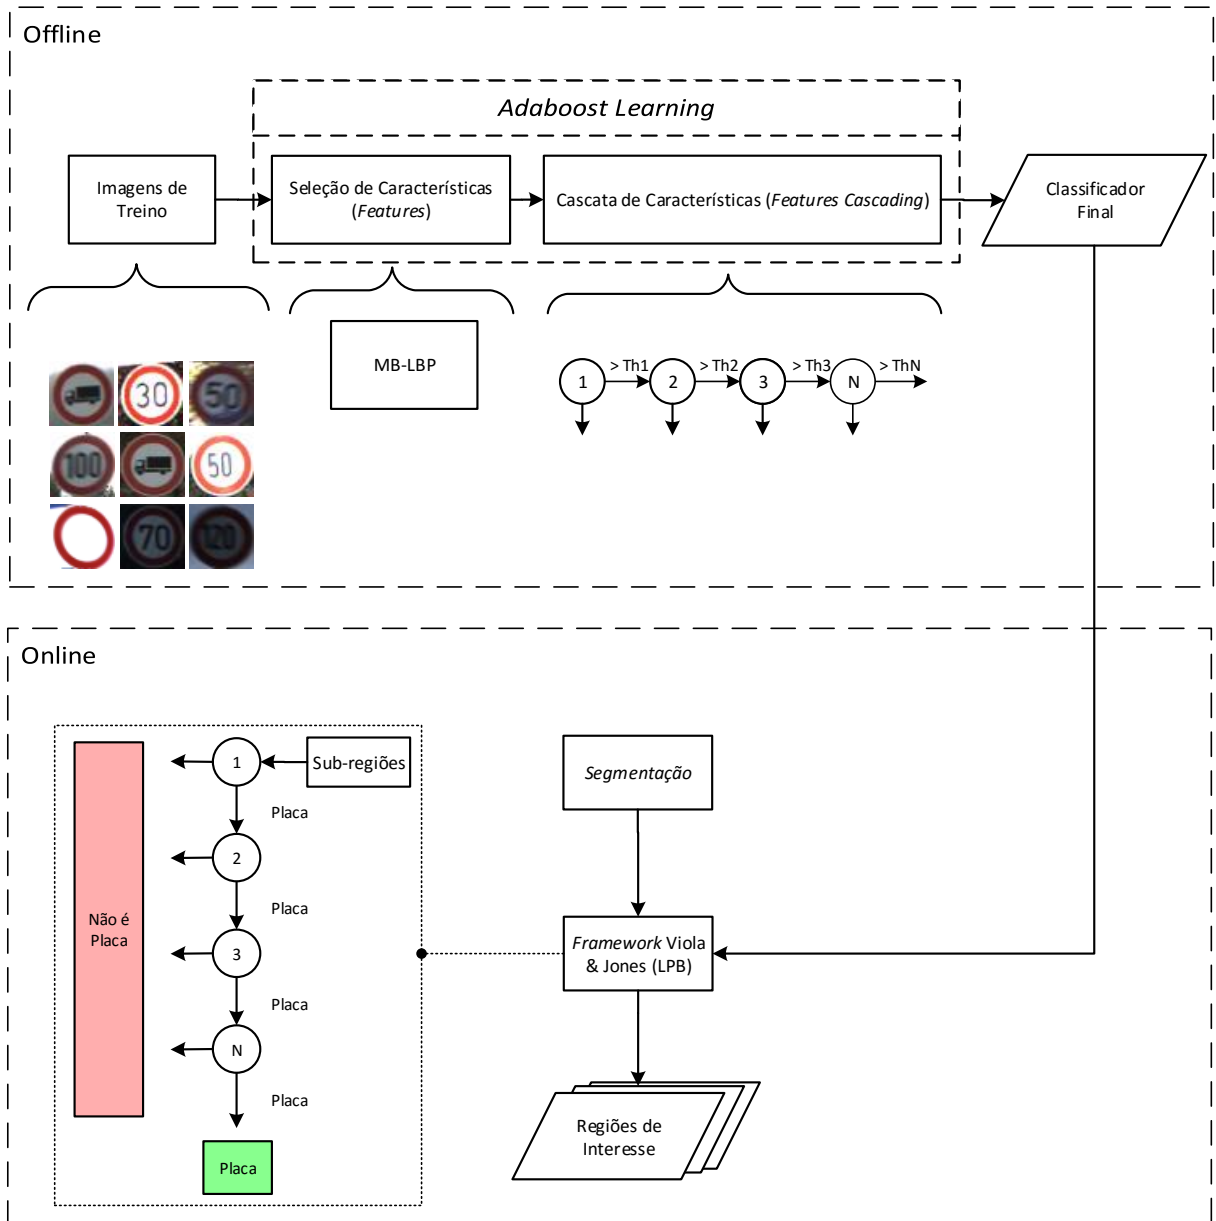 Offline
Adaboost Learning
Imagens de
Treino
Seleção de Características
(Features)
Cascata de Características (Features Cascading)
Classificador
Final
MB-LBP
30
50
100
50
70
120
1
> Th1
2
> Th2
3
> Th3
N
> ThN
Online
Sub-regiões
1
Placa
2
Placa
3
Placa
N
Placa
Placa
Não é
Placa
Segmentação
Framework Viola
& Jones (LPB)
Regiões de
Interesse